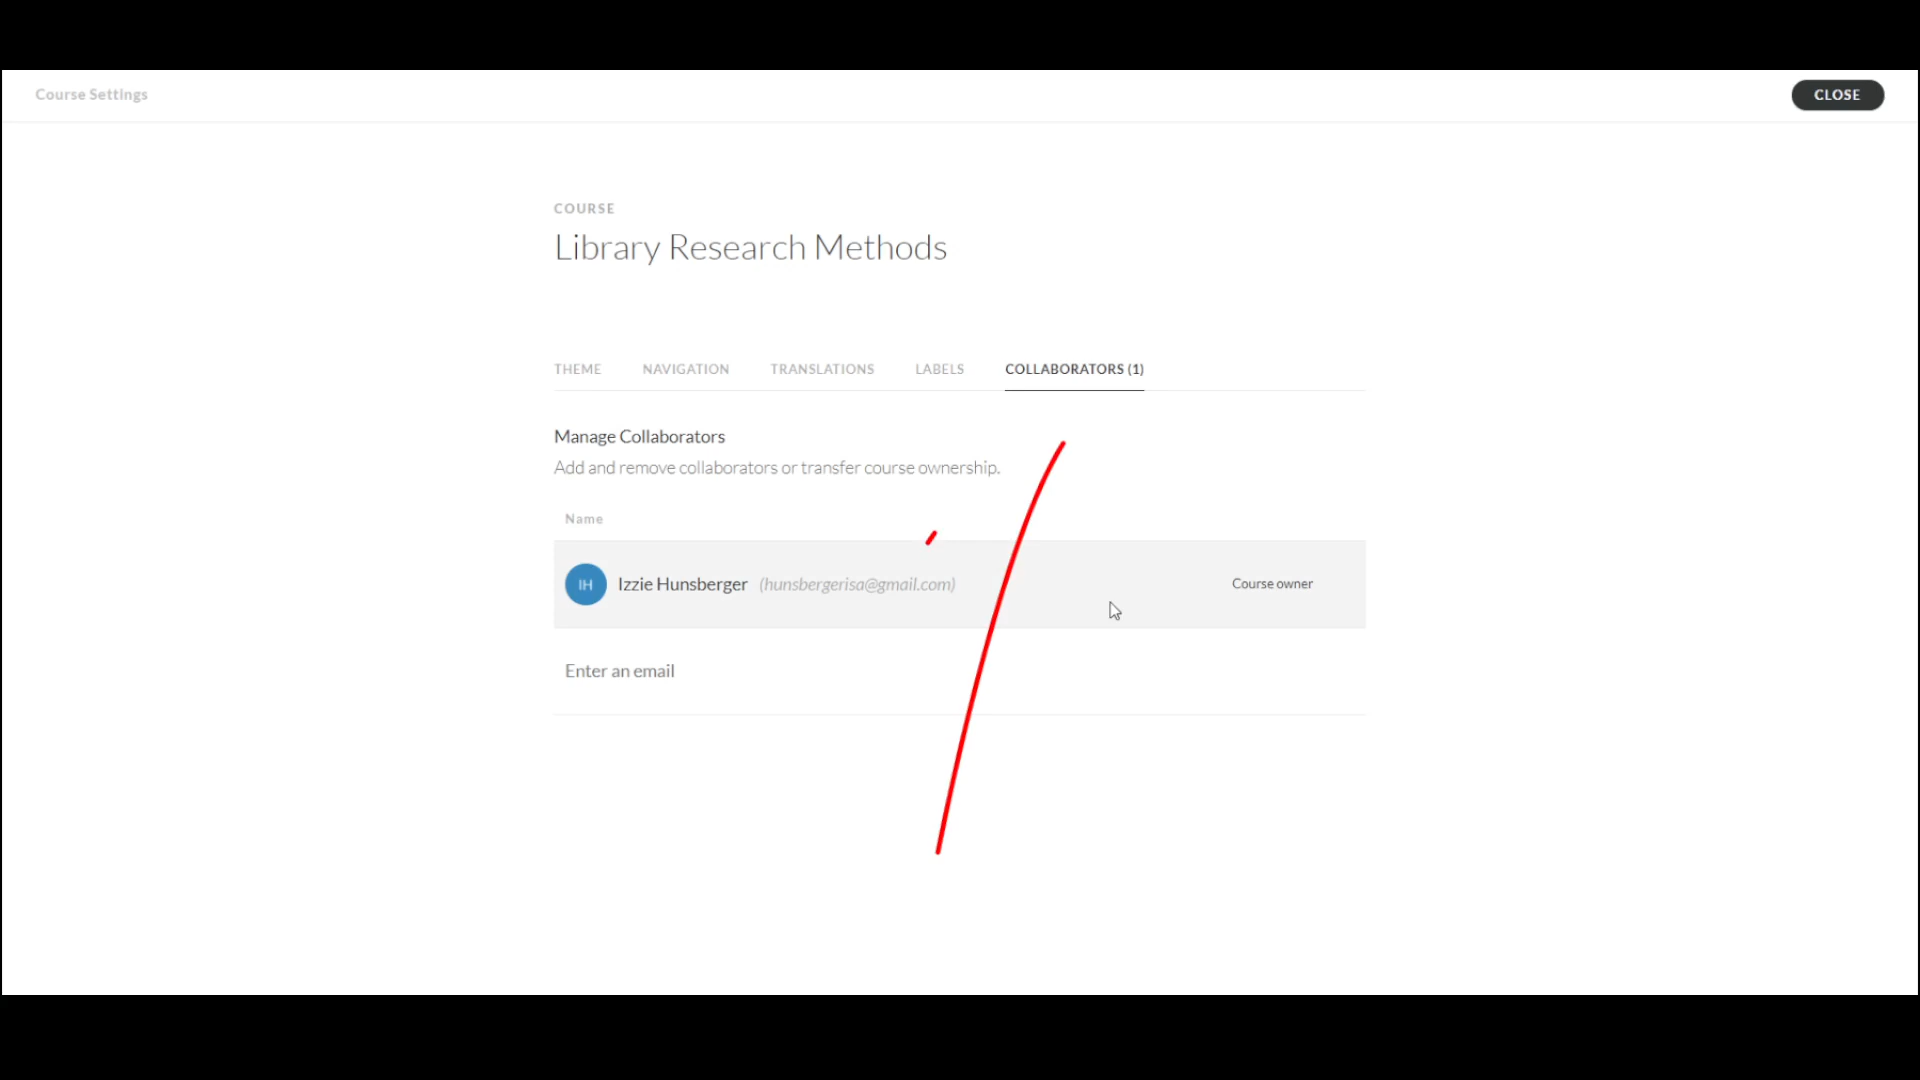 Course Settings
CLOSE
COURSE
Library Research Methods
THEME NAVIGATION TRANSLATIONS LABELS COLLABORATORS (1)
Manage Collaborators
Add and remove collaborators or transfer course ownership.
Name
IH Izzie Hunsberger (hunsbergerisa@gmail.com) Course owner
Enter an email